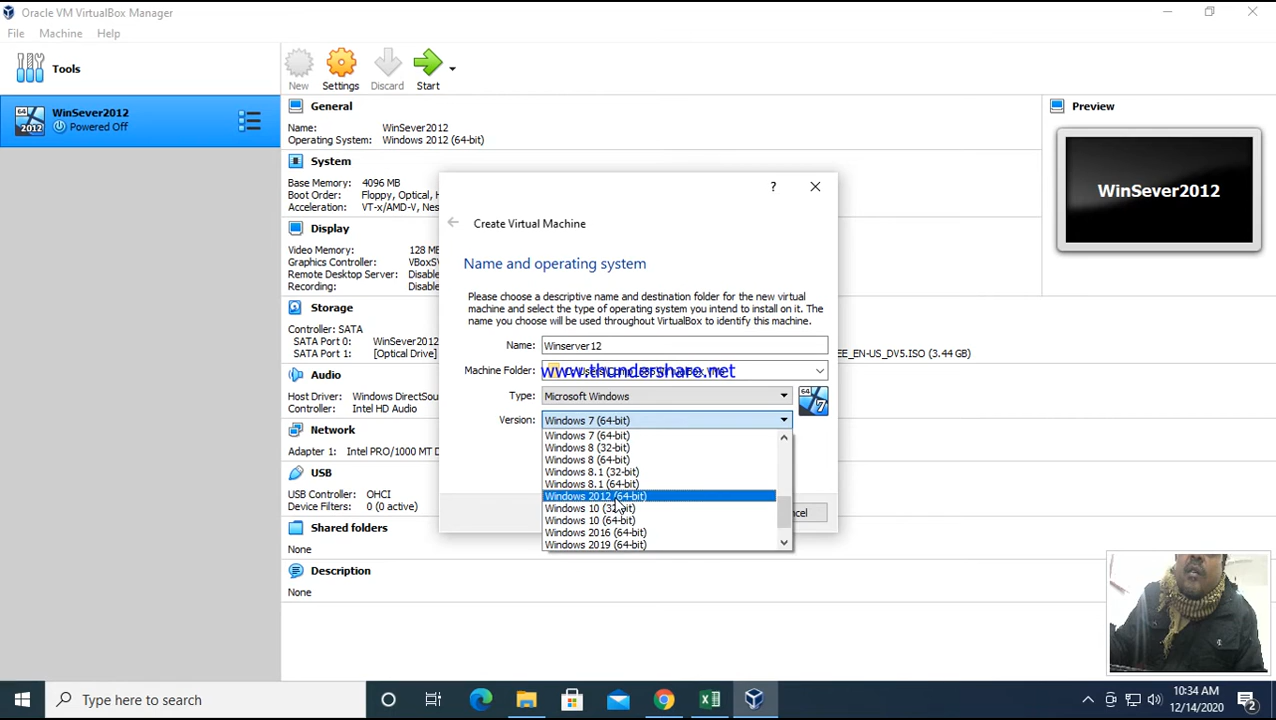 Oracle VM VirtualBox Manager
File Machine Help
Tools
New Settings Discard Start
64 2012 WinSever2012
Powered Off
General
Name: WinSever2012
Operating System: Windows 2012 (64-bit)
System
Base Memory: 4096 MB
Boot Order: Floppy, Optical, H
Acceleration: VT-x/AMD-V, Nes
Display
Video Memory: 128 MB
Graphics Controller: VBoxSV
Remote Desktop Server: Disable
Recording: Disable
Storage
Controller: SATA
SATA Port 0: WinSever2012
SATA Port 1: [Optical Drive]
EE_EN-US_DV5.ISO (3.44 GB)
Audio
Host Driver: Windows DirectSou
Controller: Intel HD Audio
Network
Adapter 1: Intel PRO/1000 MT D
USB
USB Controller: OHCI
Device Filters: 0 (0 active)
Shared folders
None
Description
None
Preview
WinSever2012
?
Create Virtual Machine
Name and operating system
Please choose a descriptive name and destination folder for the new virtual
machine and select the type of operating system you intend to install on it. The
name you choose will be used throughout VirtualBox to identify this machine.
Name: Winserver12
Machine Folder:
www.thundershare.net
Type: Microsoft Windows
64 7
Version: Windows 7 (64-bit)
Windows 7 (64-bit)
Windows 8 (32-bit)
Windows 8 (64-bit)
Windows 8.1 (32-bit)
Windows 8.1 (64-bit)
Windows 2012 (64-bit)
Windows 10 (32-bit)
Windows 10 (64-bit)
Windows 2016 (64-bit)
Windows 2019 (64-bit)
ncel
Type here to search
10:34 AM
12/14/2020
2